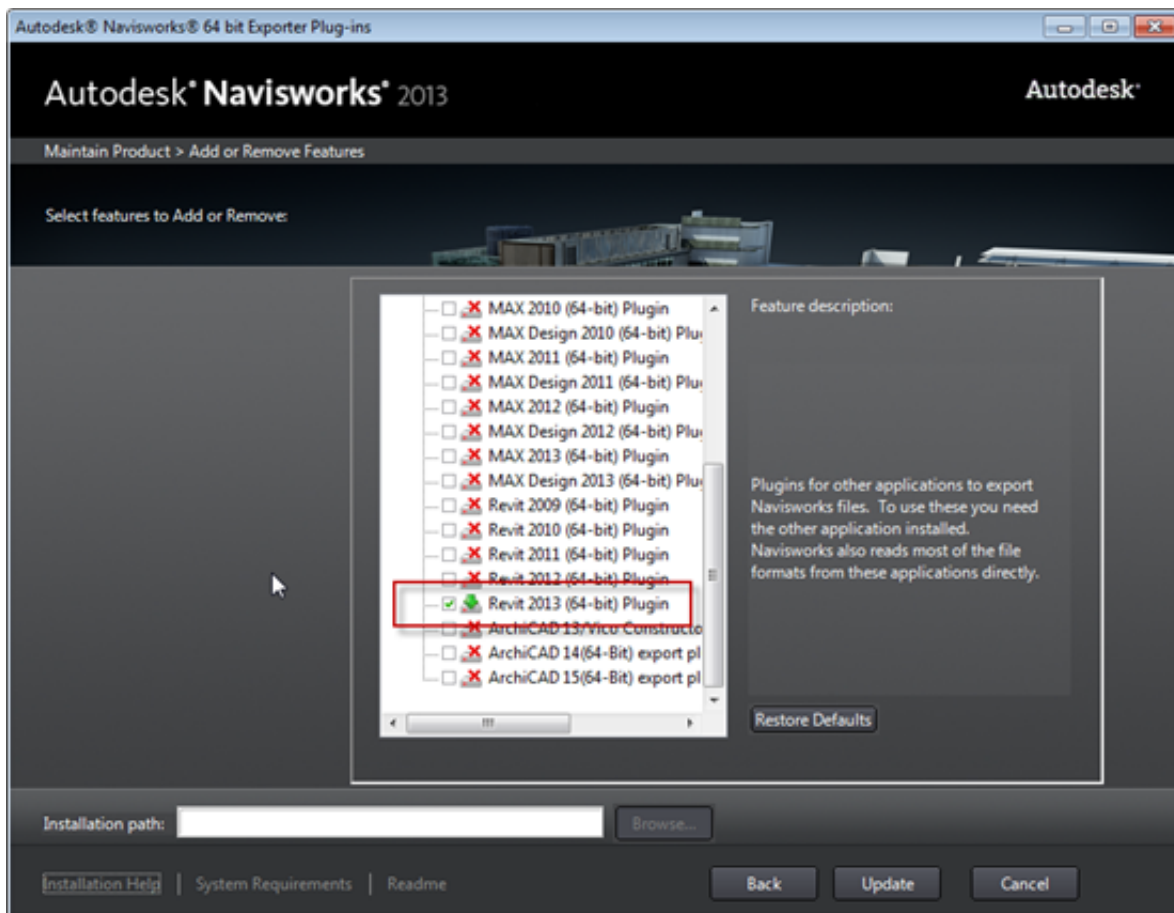 Autodesk® Navisworks® 64 bit Exporter Plug-ins
Autodesk® Navisworks® 2013
Autodesk®
Maintain Product > Add or Remove Features
Select features to Add or Remove:
MAX 2010 (64-bit) Plugin
MAX Design 2010 (64-bit) Plu
MAX 2011 (64-bit) Plugin
MAX Design 2011 (64-bit) Plu
MAX 2012 (64-bit) Plugin
MAX Design 2012 (64-bit) Plu
MAX 2013 (64-bit) Plugin
MAX Design 2013 (64-bit) Plu
Revit 2009 (64-bit) Plugin
Revit 2010 (64-bit) Plugin
Revit 2011 (64-bit) Plugin
Revit 2012 (64-bit) Plugin
Revit 2013 (64-bit) Plugin
ArchiCAD 13/Vico Constructo
ArchiCAD 14(64-Bit) export pl
ArchiCAD 15(64-Bit) export pl
Feature description:
Plugins for other applications to export
Navisworks files. To use these you need
the other application installed.
Navisworks also reads most of the file
formats from these applications directly.
Restore Defaults
Installation path:
Browse...
Installation Help | System Requirements | Readme
Back
Update
Cancel